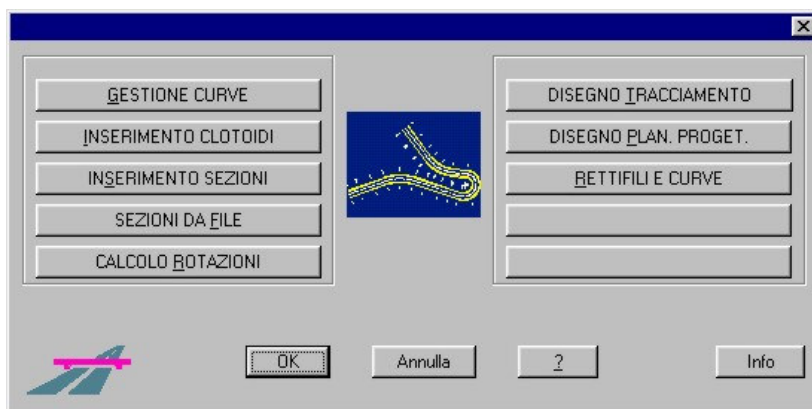 GESTIONE CURVE
INSERIMENTO CLOTOIDI
INSERIMENTO SEZIONI
SEZIONI DA FILE
CALCOLO ROTAZIONI
DISEGNO TRACCIAMENTO
DISEGNO PLAN. PROGET.
RETTIFILI E CURVE
OK
Annulla
?
Info